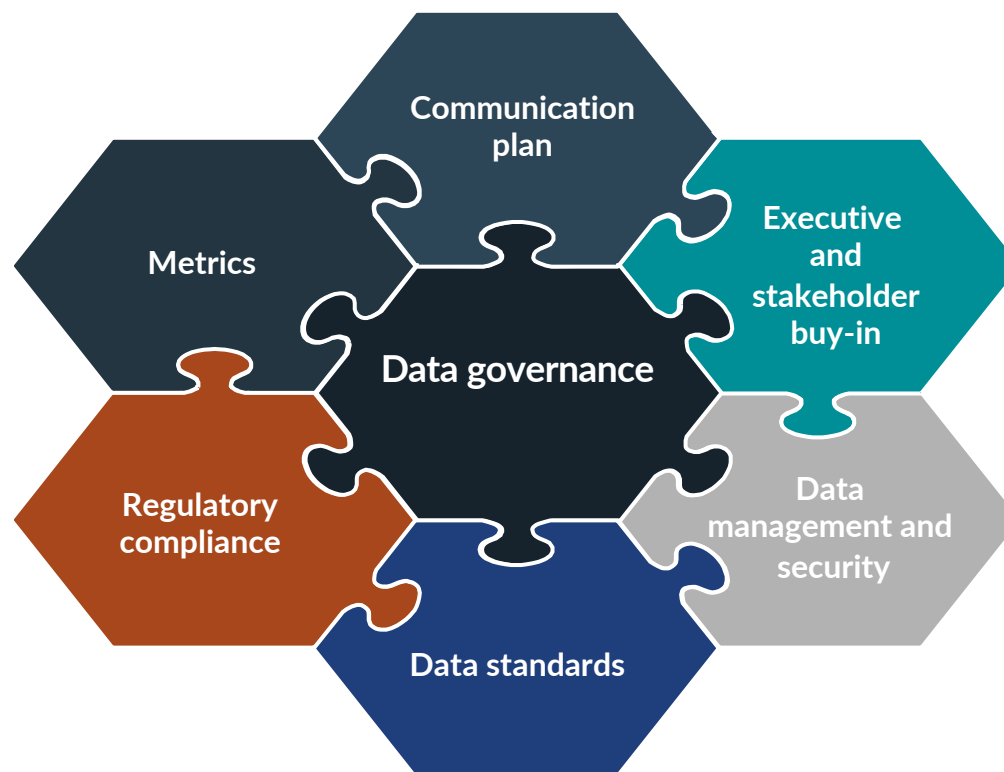 Communication
plan
Executive
and
stakeholder
buy-in
Metrics
Data governance
Regulatory
compliance
Data
management and
security
Data standards